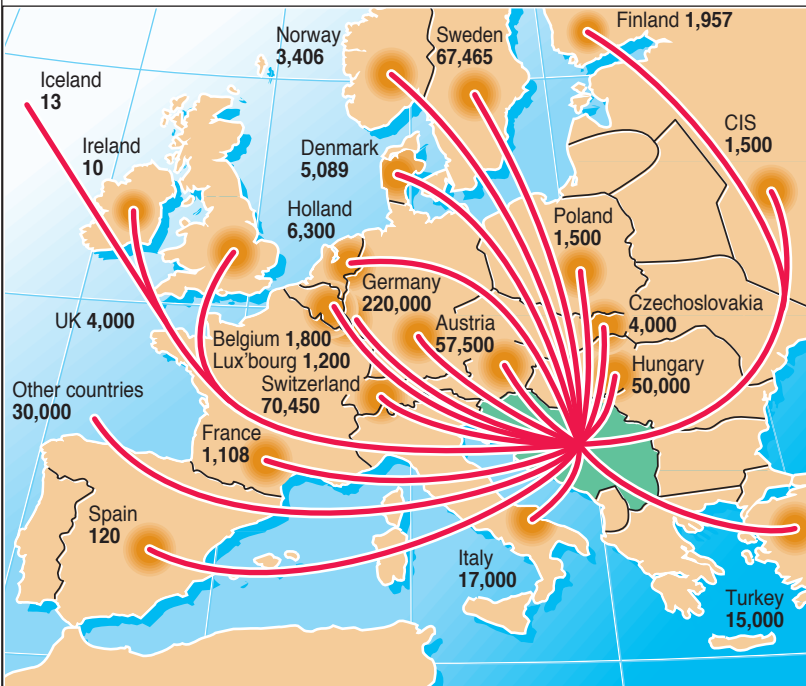 Finland 1,957
Norway
3,406
Sweden
67,465
Iceland
13
CIS
1,500
Ireland
10
Denmark
5,089
Holland
6,300
Poland
1,500
Germany
220,000
Czechoslovakia
4,000
UK 4,000
Austria
57,500
Belgium 1,800
Lux'bourg 1,200
Hungary
50,000
Switzerland
70,450
Other countries
30,000
France
1,108
Spain
120
Italy
17,000
Turkey
15,000